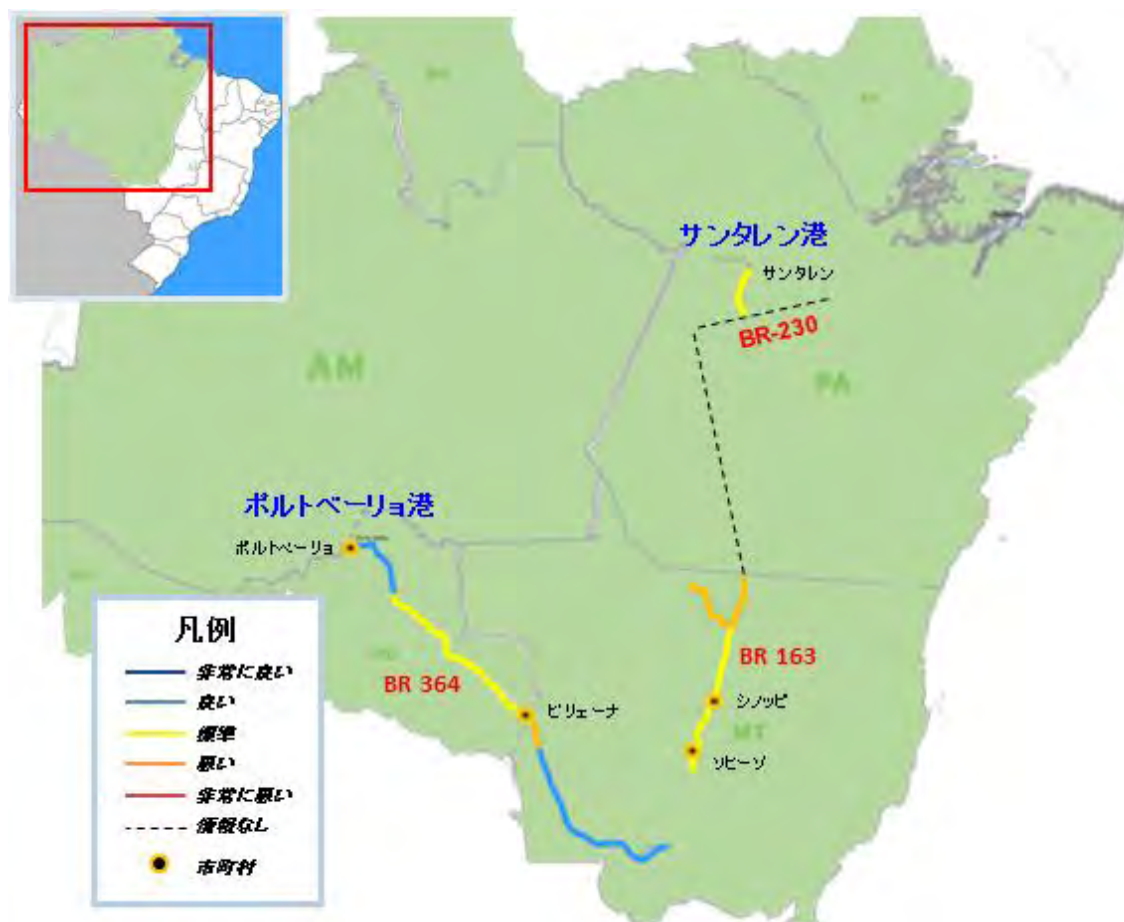 サンタレン港
サンタレン
BR-230
AM
PA
ポルトベーリョ港
ポルトベーリョ
BR 364
ビリェーナ
BR 163
シノッピ
MT
ソヒーゾ
凡例
非常に良い
良い
標準
悪い
非常に悪い
情報なし
市町村